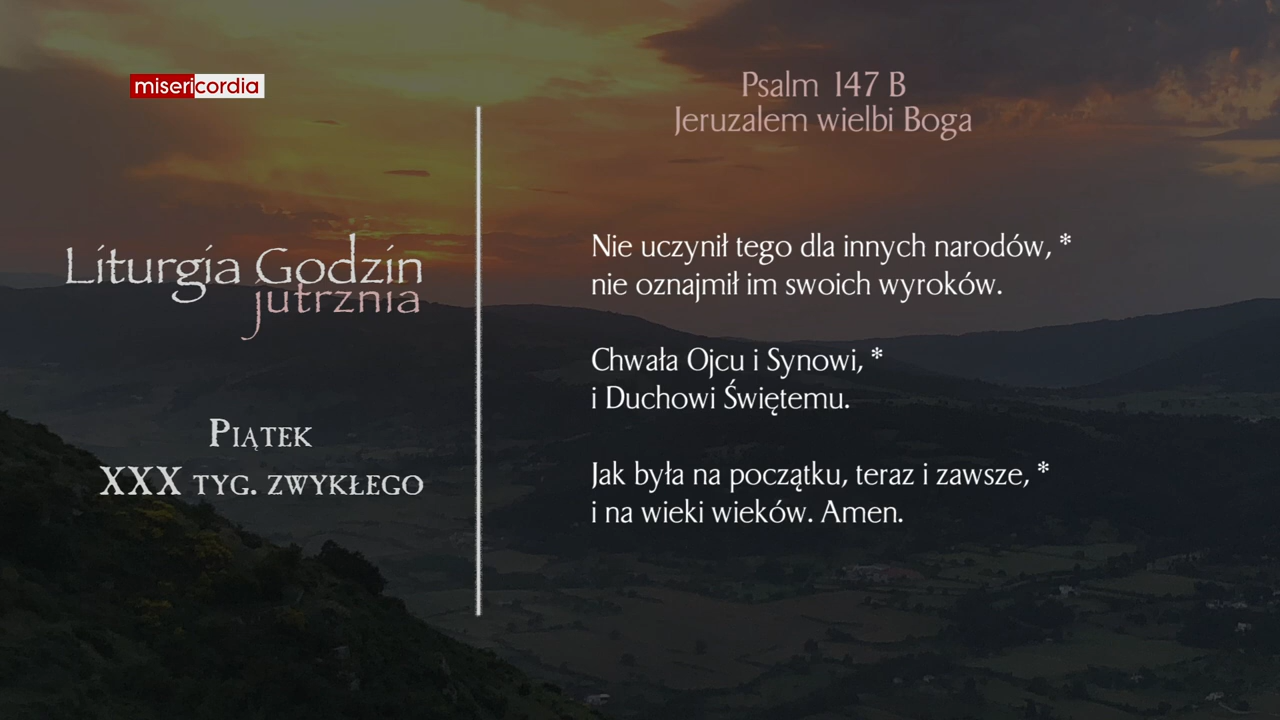 misericordia
Liturgia Godzin
jutrznia
Piątek
XXX tyg. zwykłego
Psalm 147 B
Jeruzalem wielbi Boga
Nie uczynił tego dla innych narodów, *
nie oznajmił im swoich wyroków.
Chwała Ojcu i Synowi, *
i Duchowi Świętemu.
Jak była na początku, teraz i zawsze, *
i na wieki wieków. Amen.